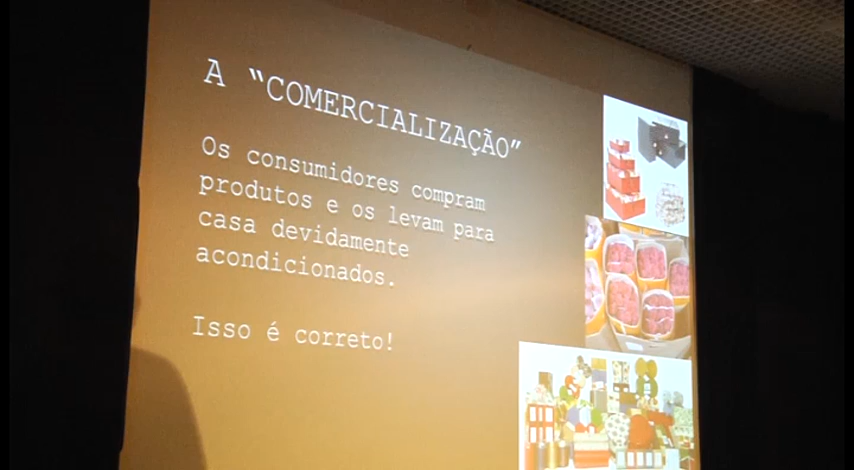 A “COMERCIALIZAÇÃO”
Os consumidores compram
produtos e os levam para
casa devidamente
acondicionados.
Isso é correto!